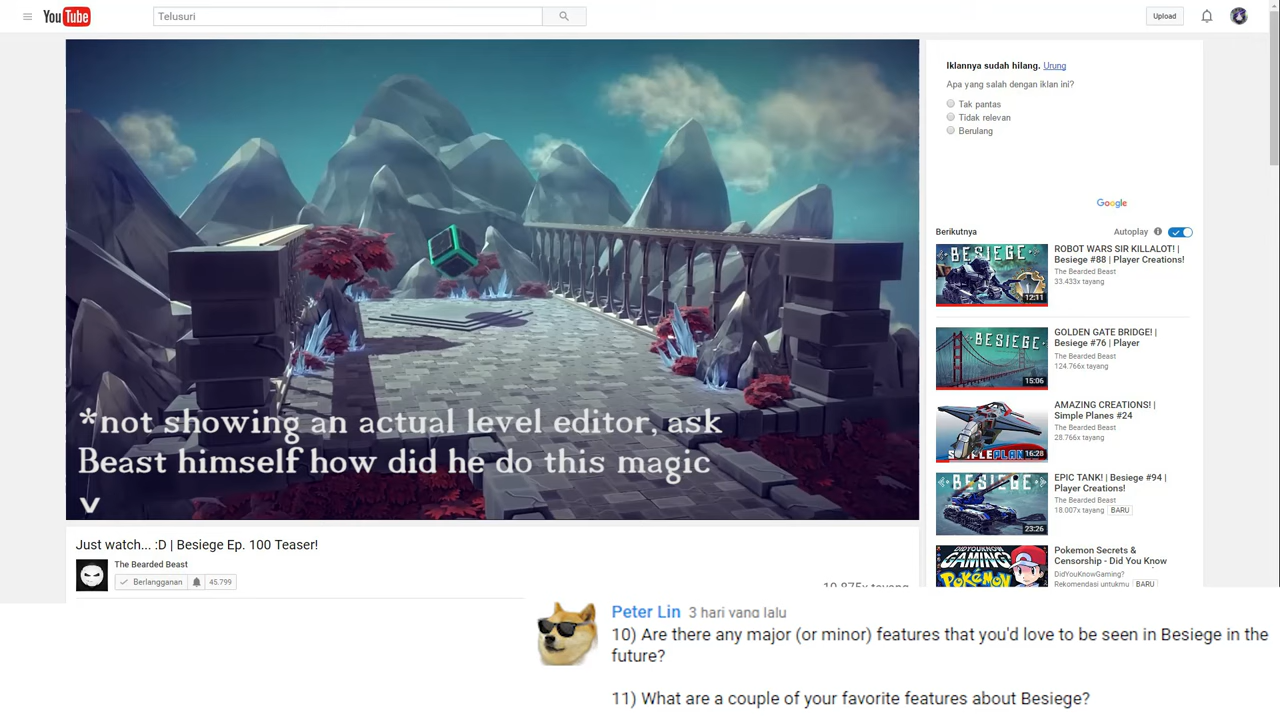 YouTube
Telusuri
Upload
*not showing an actual level editor, ask
Beast himself how did he do this magic
v
Just watch... :D | Besiege Ep. 100 Teaser!
The Bearded Beast
Berlangganan 45.799
Iklannya sudah hilang. Urung
Apa yang salah dengan iklan ini?
Tak pantas
Tidak relevan
Berulang
Google
Berikutnya
Autoplay
BESIEGE
12:11
ROBOT WARS SIR KILLALOT! |
Besiege #88 | Player Creations!
The Bearded Beast
33.433x tayang
BESIEGE
15:06
GOLDEN GATE BRIDGE! |
Besiege #76 | Player
The Bearded Beast
124.766x tayang
16:28
AMAZING CREATIONS! |
Simple Planes #24
The Bearded Beast
28.766x tayang
BESIEGE
23:26
EPIC TANK! | Besiege #94 |
Player Creations!
The Bearded Beast
18.007x tayang BARU
DIDYOUKNOW
GAMING
POKÉMON
Pokemon Secrets &
Censorship - Did You Know
DidYouKnowGaming?
Rekomendasi untukmu BARU
Peter Lin 3 hari yang lalu
10) Are there any major (or minor) features that you'd love to be seen in Besiege in the
future?
11) What are a couple of your favorite features about Besiege?